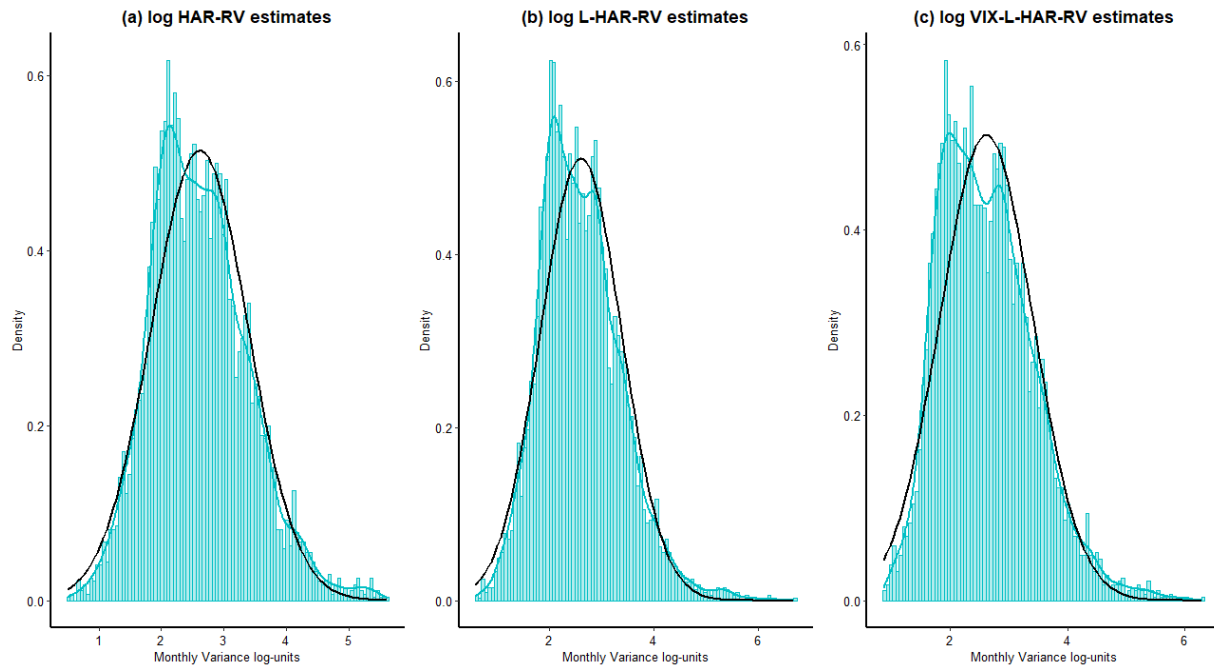 (a) log HAR-RV estimates
0.6
0.4
0.2
0.0
Density
1 2 3 4 5
Monthly Variance log-units
(b) log L-HAR-RV estimates
0.6
0.4
0.2
0.0
Density
2 4 6
Monthly Variance log-units
(c) log VIX-L-HAR-RV estimates
0.6
0.4
0.2
0.0
Density
2 4 6
Monthly Variance log-units